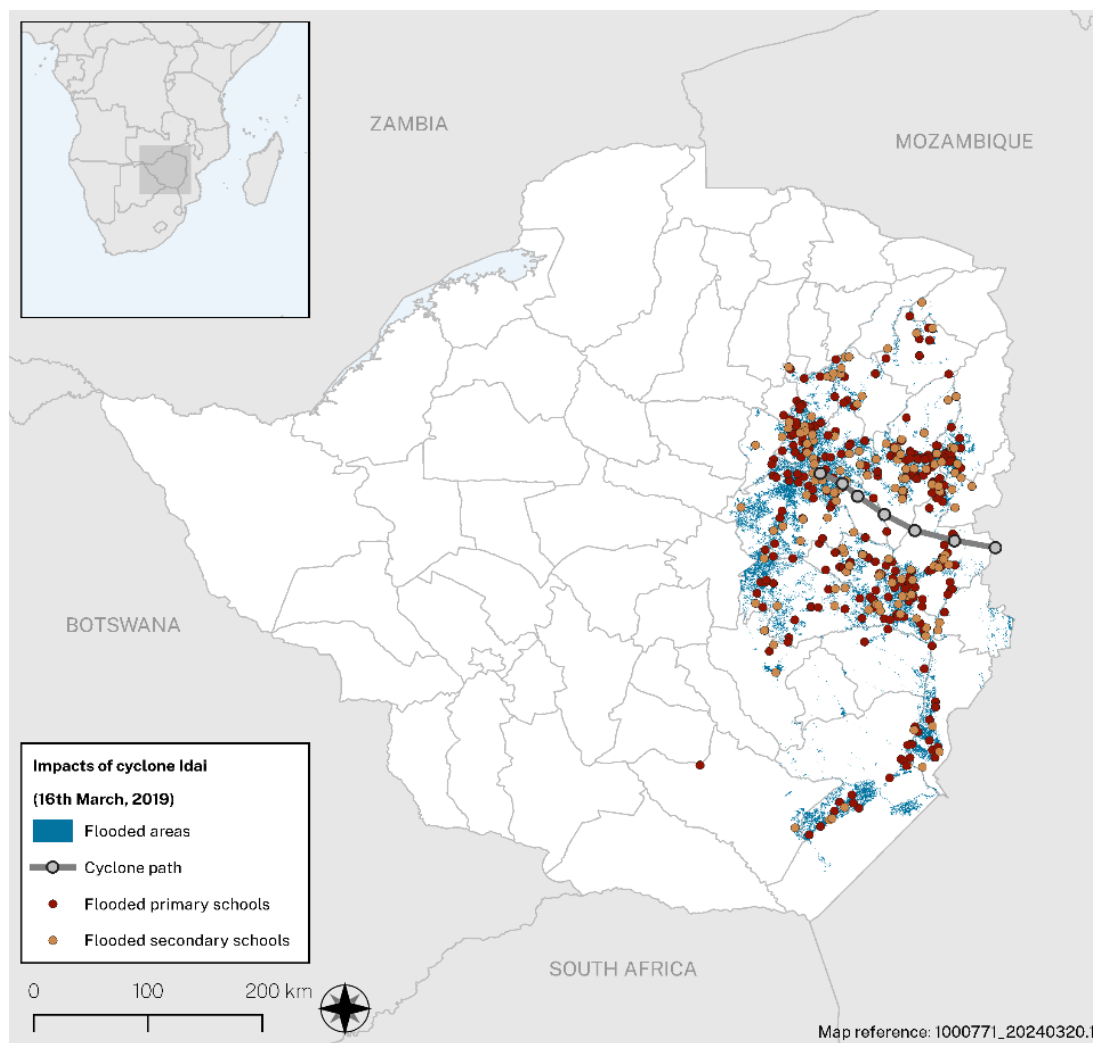 ZAMBIA
MOZAMBIQUE
BOTSWANA
Impacts of cyclone Idai
(16th March, 2019)
Flooded areas
Cyclone path
Flooded primary schools
Flooded secondary schools
SOUTH AFRICA
0 100 200 km
Map reference: 1000771_20240320.1